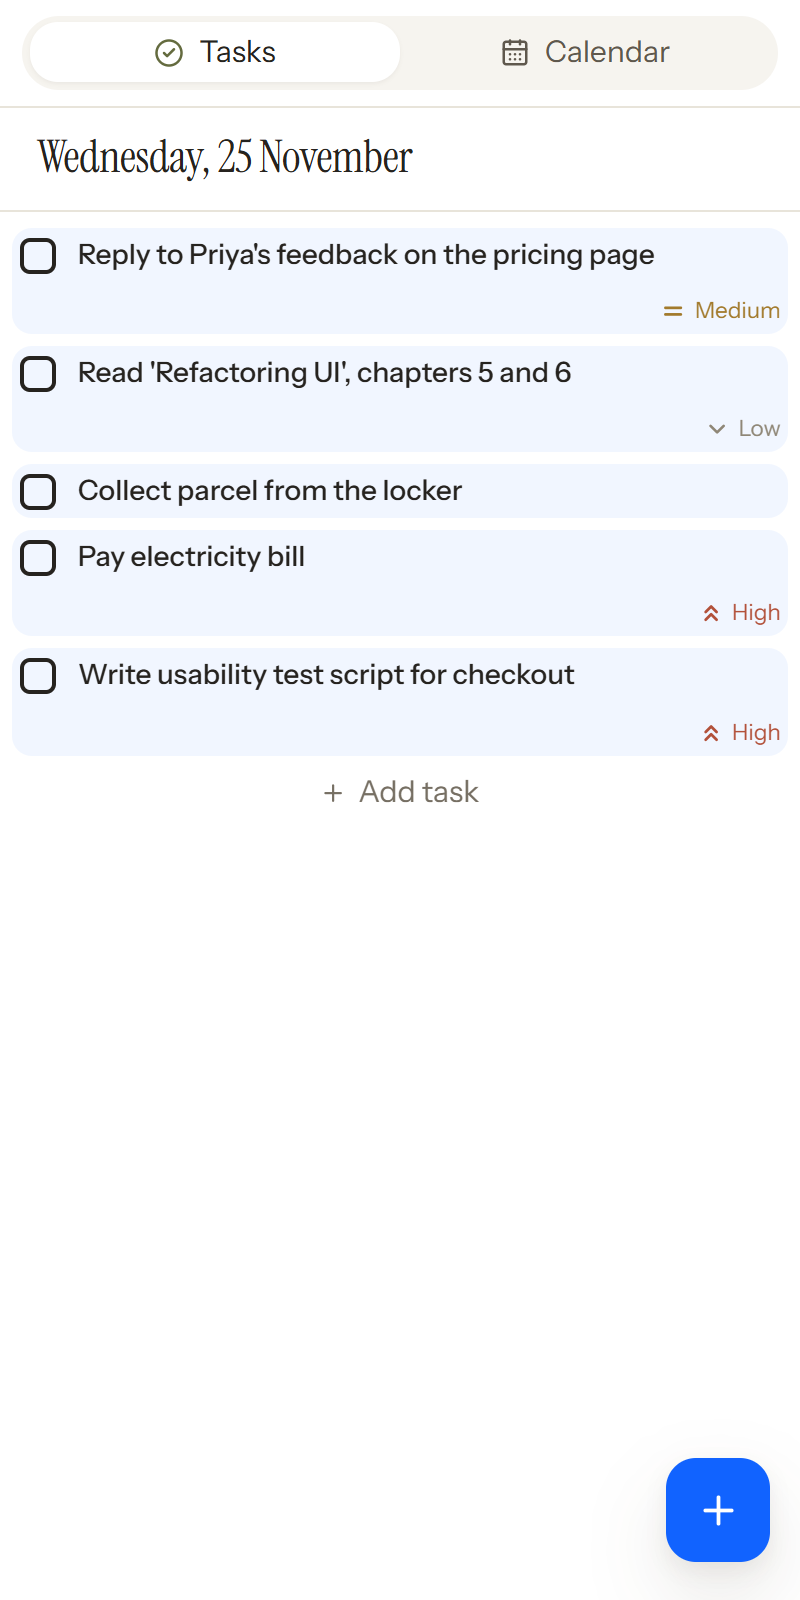 Tasks
Calendar
Wednesday, 25 November
Reply to Priya's feedback on the pricing page
Medium
Read 'Refactoring UI', chapters 5 and 6
Low
Collect parcel from the locker
Pay electricity bill
High
Write usability test script for checkout
High
+ Add task